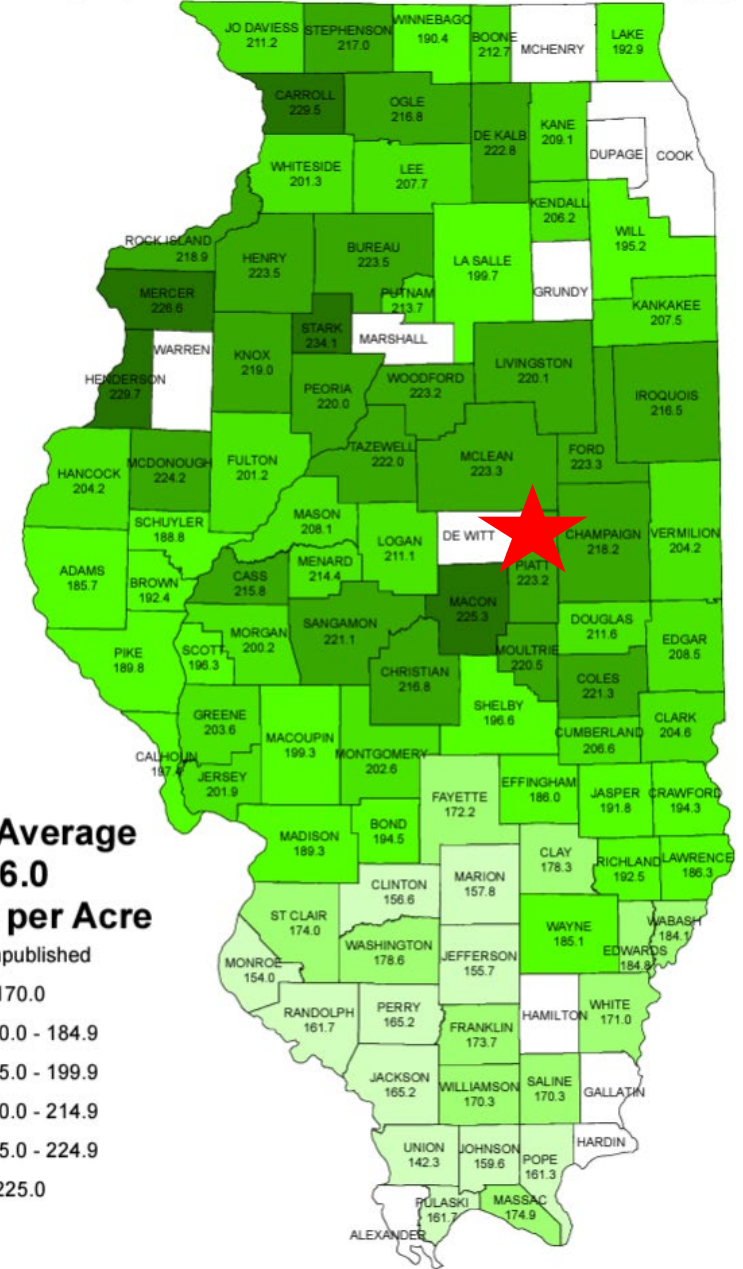 JO DAVIESS
211.2
STEPHENSON
217.0
WINNEBAGO
190.4
BOONE
212.7
MCHENRY
LAKE
192.9
CARROLL
229.5
OGLE
216.8
DE KALB
222.8
KANE
209.1
DUPAGE
COOK
WHITESIDE
201.3
LEE
207.7
KENDALL
206.2
WILL
195.2
ROCK ISLAND
218.9
HENRY
223.5
BUREAU
223.5
LA SALLE
199.7
GRUNDY
MERCER
226.6
PUTNAM
213.7
KANKAKEE
207.5
STARK
234.1
MARSHALL
WARREN
HENDERSON
229.7
KNOX
219.0
PEORIA
220.0
WOODFORD
223.2
LIVINGSTON
220.1
IROQUOIS
216.5
HANCOCK
204.2
MCDONOUGH
224.2
FULTON
201.2
TAZEWELL
222.0
MCLEAN
223.3
FORD
223.3
SCHUYLER
188.8
MASON
208.1
LOGAN
211.1
DE WITT
CHAMPAIGN
218.2
VERMILION
204.2
ADAMS
185.7
BROWN
192.4
CASS
215.8
MENARD
214.4
PIATT
223.2
MACON
225.3
PIKE
189.8
SCOTT
196.3
MORGAN
200.2
SANGAMON
221.1
DOUGLAS
211.6
EDGAR
208.5
CHRISTIAN
216.8
MOULTRIE
220.5
COLES
221.3
SHELBY
196.6
GREENE
203.6
MACOUPIN
199.3
MONTGOMERY
202.6
CUMBERLAND
206.6
CLARK
204.6
CALHOUN
197.4
JERSEY
201.9
FAYETTE
172.2
EFFINGHAM
186.0
JASPER
191.8
CRAWFORD
194.3
MADISON
189.3
BOND
194.5
CLAY
178.3
RICHLAND
192.5
LAWRENCE
186.3
CLINTON
156.6
MARION
157.8
ST CLAIR
174.0
WASHINGTON
178.6
JEFFERSON
155.7
WAYNE
185.1
EDWARDS
184.8
WABASH
184.1
MONROE
154.0
RANDOLPH
161.7
PERRY
165.2
FRANKLIN
173.7
HAMILTON
WHITE
171.0
JACKSON
165.2
WILLIAMSON
170.3
SALINE
170.3
GALLATIN
UNION
142.3
JOHNSON
159.6
POPE
161.3
HARDIN
PULASKI
161.7
MASSAC
174.9
ALEXANDER
Average
6.0
per Acre
published
170.0
0.0 - 184.9
5.0 - 199.9
0.0 - 214.9
5.0 - 224.9
225.0